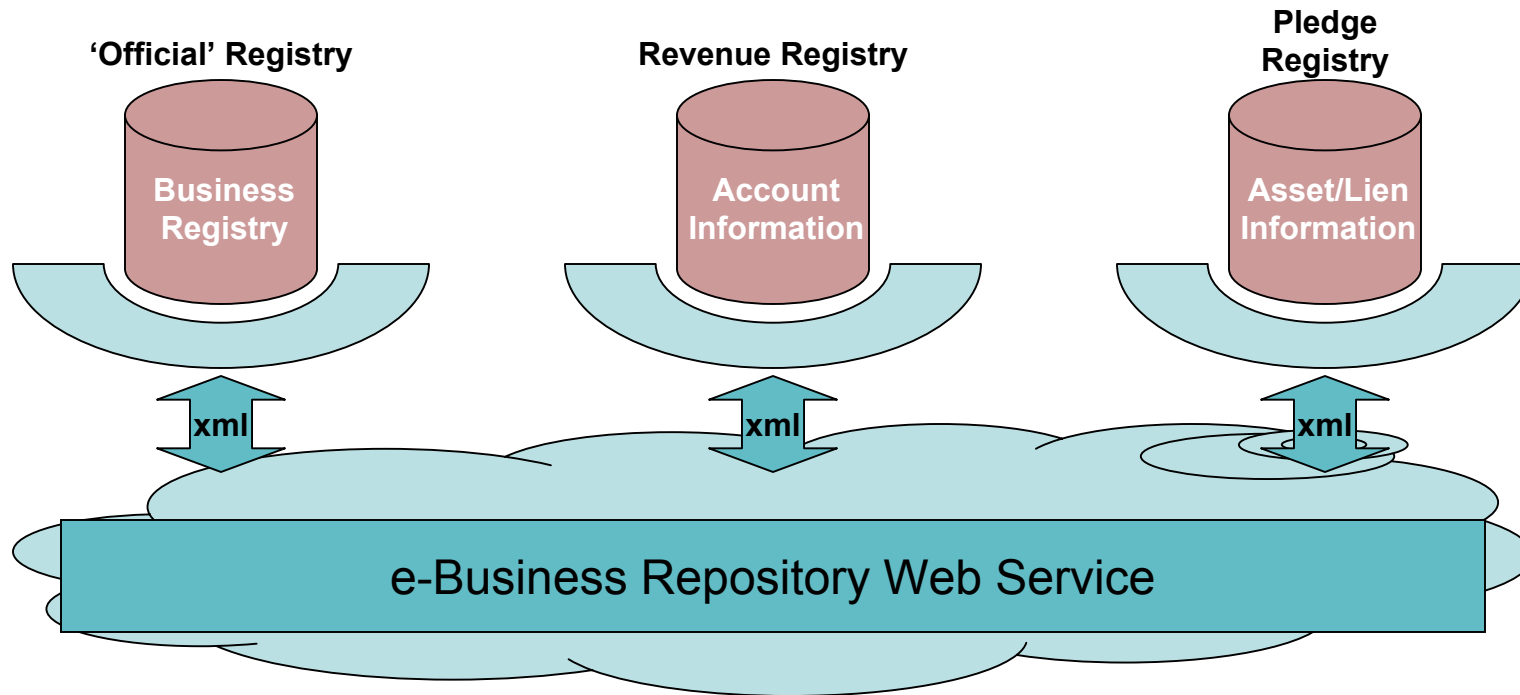 ‘Official’ Registry
Revenue Registry
Pledge
Registry
Business
Registry
Account
Information
Asset/Lien
Information
xml
xml
xml
e-Business Repository Web Service